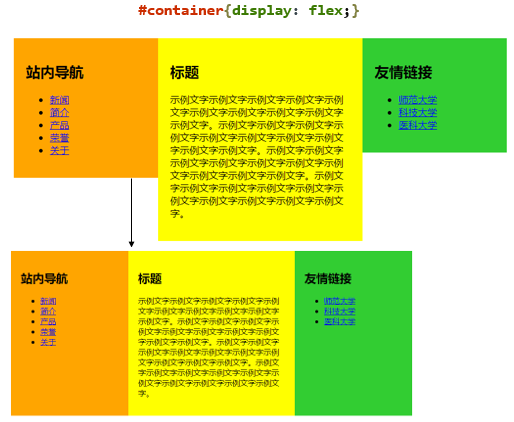 #container{display: flex;}
站内导航
新闻
简介
产品
荣誉
关于
标题
示例文字示例文字示例文字示例文字示例
文字示例文字示例文字示例文字示例文字
示例文字。示例文字示例文字示例文字示
例文字示例文字示例文字示例文字示例文
字示例文字示例文字。示例文字示例文字
示例文字示例文字示例文字示例文字示例
文字示例文字示例文字。示例文字示例文
字示例文字示例文字示例文字示例文字示
例文字示例文字示例文字示例文字示例文
字。
友情链接
师范大学
科技大学
医科大学
站内导航
新闻
简介
产品
荣誉
关于
标题
示例文字示例文字示例文字示例文字示例
文字示例文字示例文字示例文字示例文字
示例文字。示例文字示例文字示例文字示
例文字示例文字示例文字示例文字示例文
字示例文字示例文字。示例文字示例文字
示例文字示例文字示例文字示例文字示例
文字示例文字示例文字。示例文字示例文
字示例文字示例文字示例文字示例文字示
例文字示例文字示例文字示例文字示例文
字。
友情链接
师范大学
科技大学
医科大学